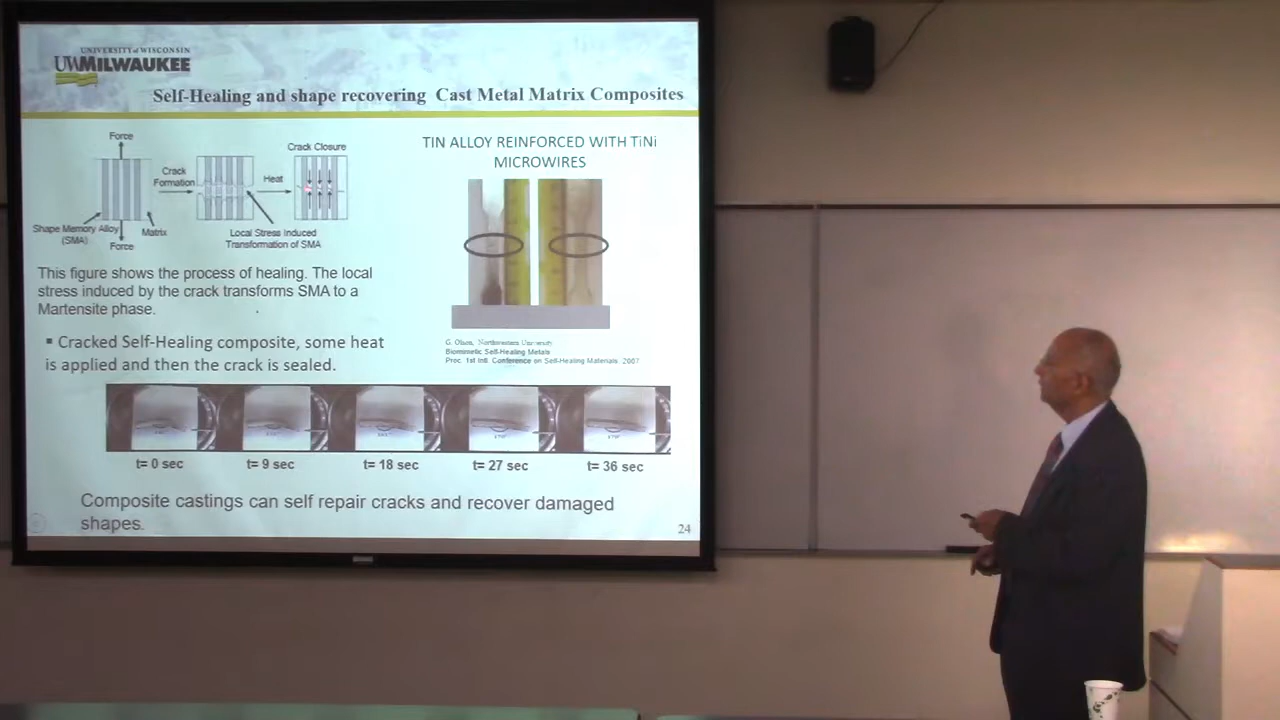 UNIVERSITY of WISCONSIN
UWMILWAUKEE
Self-Healing and shape recovering Cast Metal Matrix Composites
Force
Crack
Formation
Heat
Crack Closure
Shape Memory Alloy
(SMA)
Matrix
Force
Local Stress Induced
Transformation of SMA
This figure shows the process of healing. The local
stress induced by the crack transforms SMA to a
Martensite phase.
▪ Cracked Self-Healing composite, some heat
is applied and then the crack is sealed.
TIN ALLOY REINFORCED WITH TiNi
MICROWIRES
G. Olson, Northwestern University
Biomimetic Self-Healing Metals
Proc. 1st Intl. Conference on Self-Healing Materials, 2007
t= 0 sec
t= 9 sec
t= 18 sec
t= 27 sec
t= 36 sec
Composite castings can self repair cracks and recover damaged
shapes.
24